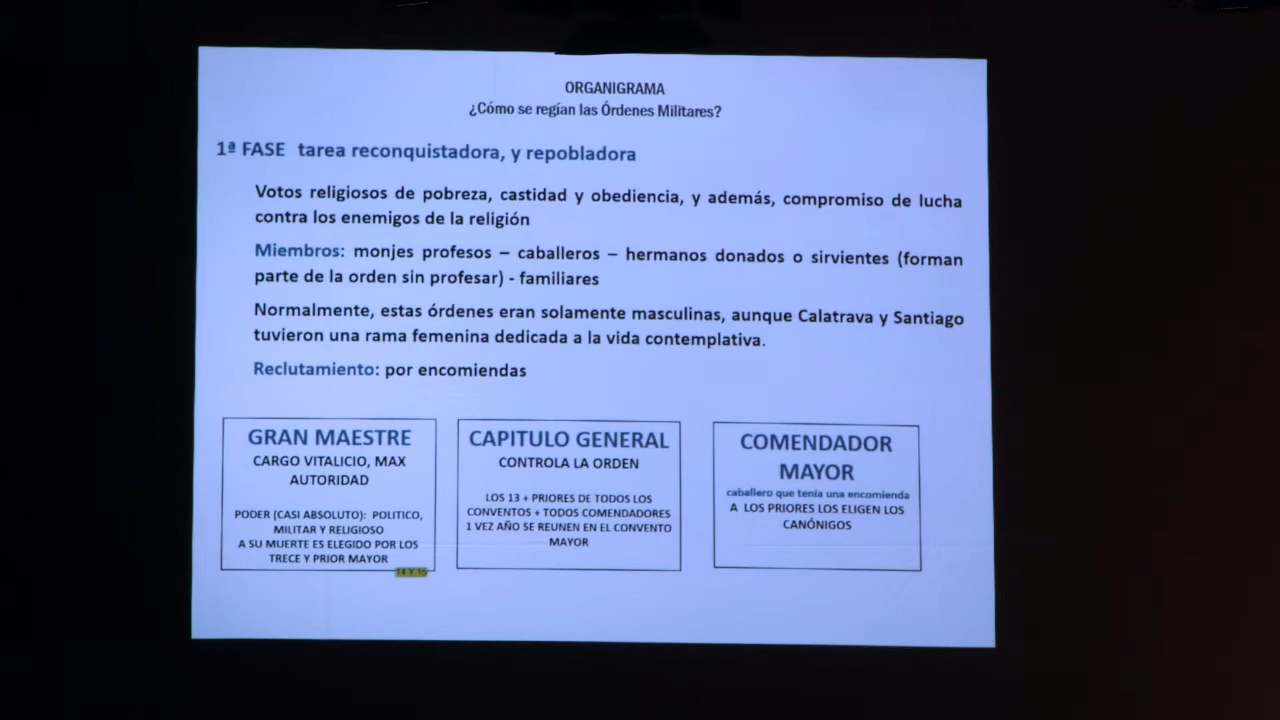 ORGANIGRAMA
¿Cómo se regían las Órdenes Militares?
1ª FASE tarea reconquistadora, y repobladora
Votos religiosos de pobreza, castidad y obediencia, y además, compromiso de lucha
contra los enemigos de la religión
Miembros: monjes profesos – caballeros – hermanos donados o sirvientes (forman
parte de la orden sin profesar) - familiares
Normalmente, estas órdenes eran solamente masculinas, aunque Calatrava y Santiago
tuvieron una rama femenina dedicada a la vida contemplativa.
Reclutamiento: por encomiendas
GRAN MAESTRE
CARGO VITALICIO, MAX
AUTORIDAD
PODER (CASI ABSOLUTO): POLITICO,
MILITAR Y RELIGIOSO
A SU MUERTE ES ELEGIDO POR LOS
TRECE Y PRIOR MAYOR
14 Y 15
CAPITULO GENERAL
CONTROLA LA ORDEN
LOS 13 + PRIORES DE TODOS LOS
CONVENTOS + TODOS COMENDADORES
1 VEZ AÑO SE REUNEN EN EL CONVENTO
MAYOR
COMENDADOR
MAYOR
caballero que tenía una encomienda
A LOS PRIORES LOS ELIGEN LOS
CANÓNIGOS